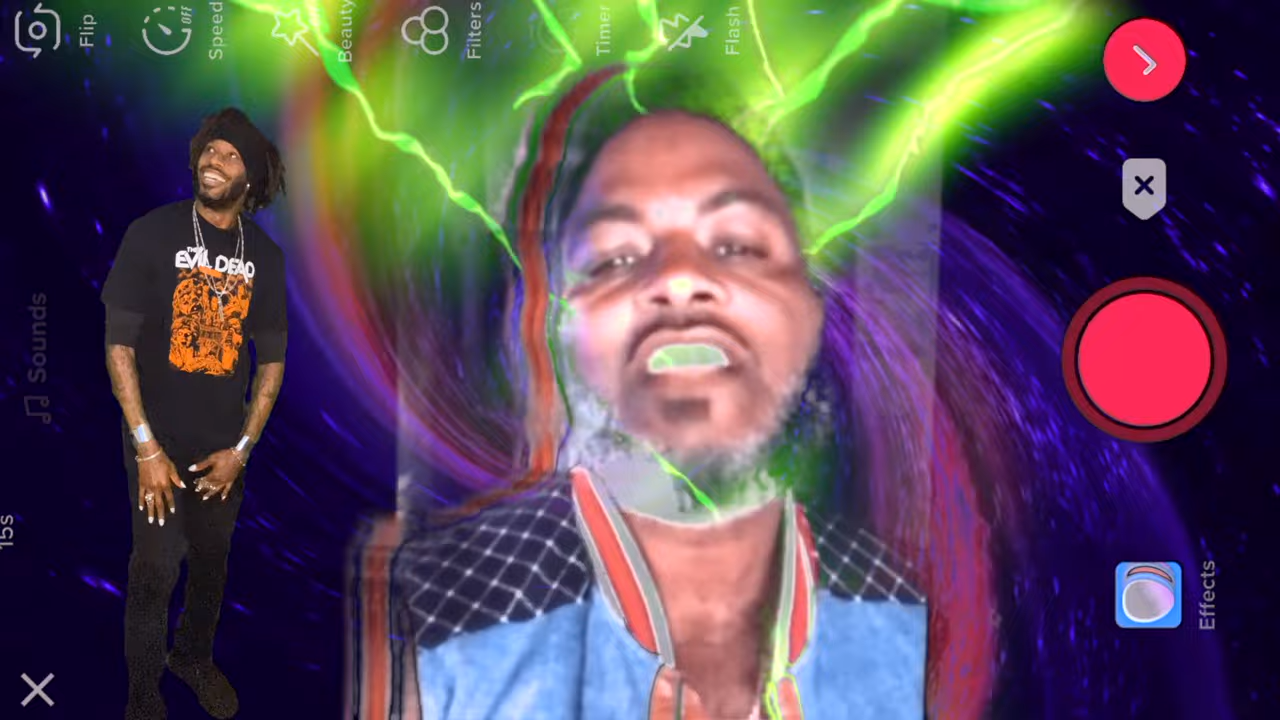 Flip
OFF
Speed
Beauty
Filters
Timer
Flash
THE
EVIL DEAD
Sounds
15s
Effects